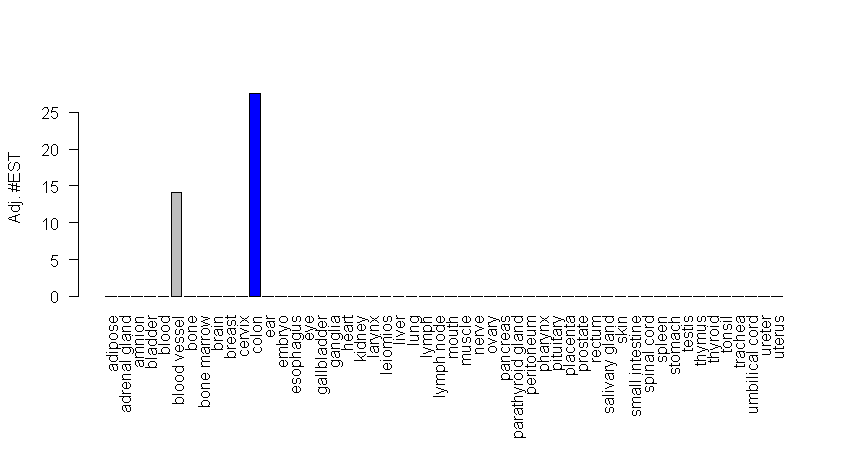 Adj. #EST
25
20
15
10
5
0
adipose
adrenal gland
amnion
bladder
blood
blood vessel
bone
bone marrow
brain
breast
cervix
colon
ear
embryo
esophagus
eye
gallbladder
ganglia
heart
kidney
larynx
leiomios
liver
lung
lymph
lymph node
mouth
muscle
nerve
ovary
pancreas
parathyroid gland
peritoneum
pharynx
pituitary
placenta
prostate
rectum
salivary gland
skin
small intestine
spinal cord
spleen
stomach
testis
thymus
thyroid
tonsil
trachea
umbilical cord
ureter
uterus